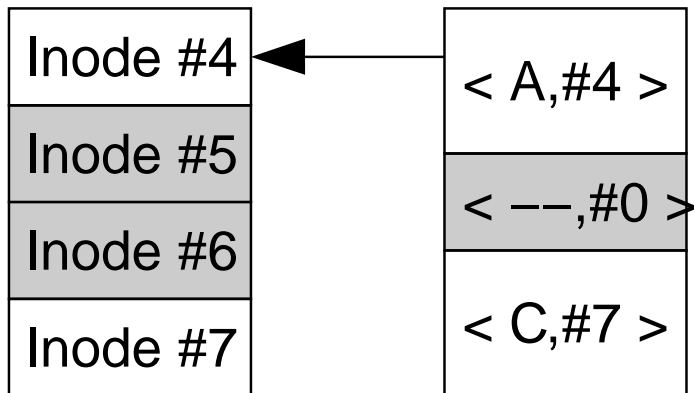 Inode #4
Inode #5
Inode #6
Inode #7
< A,#4 >
< −−,#0 >
< C,#7 >